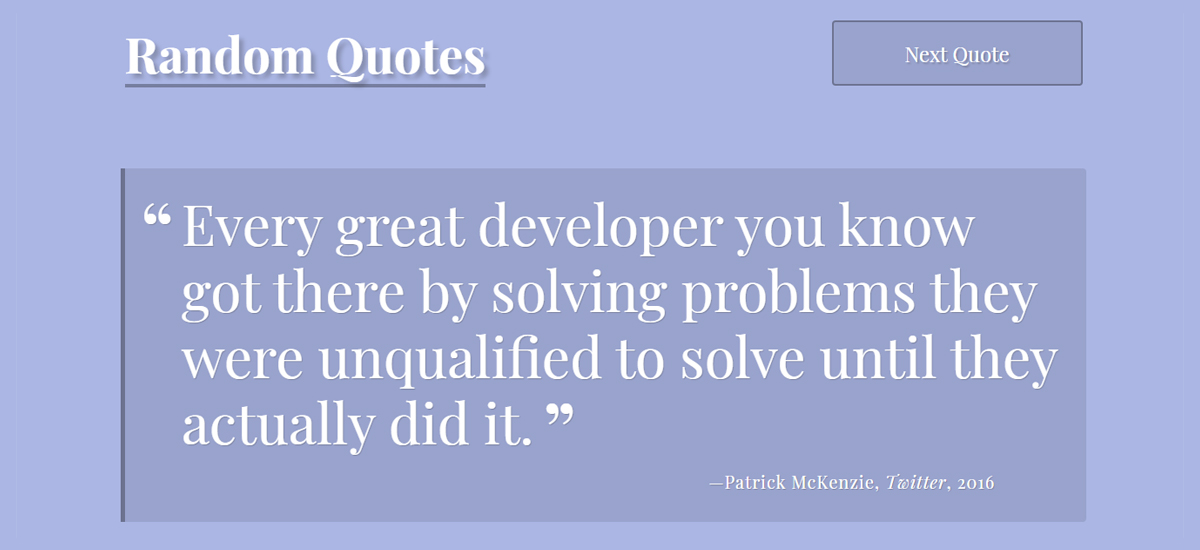 Random Quotes
Next Quote
“ Every great developer you know
got there by solving problems they
were unqualified to solve until they
actually did it. ”
—Patrick McKenzie, Twitter, 2016